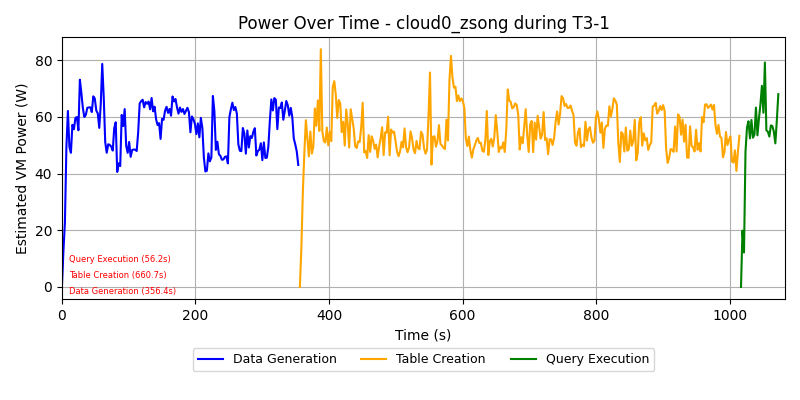 Power Over Time - cloud0_zsong during T3-1
Estimated VM Power (W)
80
60
40
20
0
Query Execution (56.2s)
Table Creation (660.7s)
Data Generation (356.4s)
0 200 400 600 800 1000
Time (s)
Data Generation Table Creation Query Execution